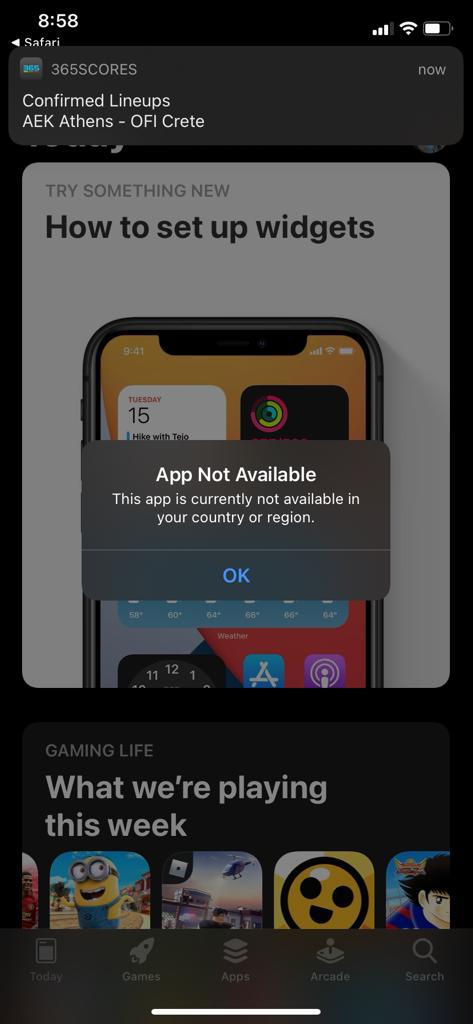 8:58
◀ Safari
365
365SCORES
now
Confirmed Lineups
AEK Athens - OFI Crete
Today
TRY SOMETHING NEW
How to set up widgets
9:41
TUESDAY
15
Hike with Tejo
58° 60° 64° 66° 66° 64°
Weather
11 12 1
10
GAMING LIFE
What we're playing
this week
App Not Available
This app is currently not available in
your country or region.
OK
Today Games Apps Arcade Search